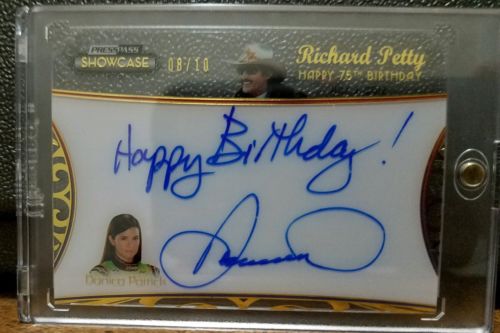 PRESS PASS
SHOWCASE
08/10
Richard Petty
HAPPY 75TH BIRTHDAY
Happy Birthday!
Danica Patrick